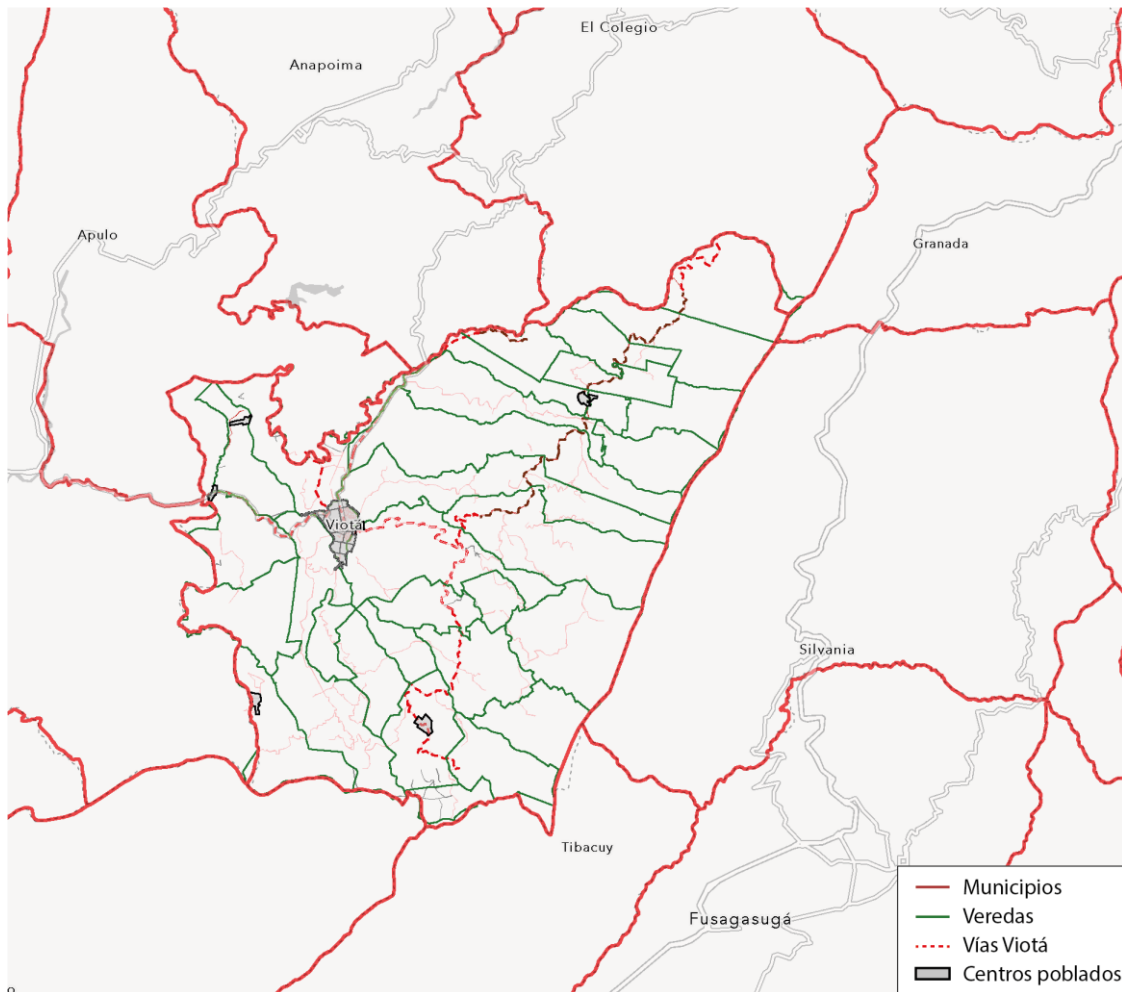 El Colegio
Anapoima
Apulo
Granada
Viotá
Silvania
Tibacuy
Fusagasugá
Municipios
Veredas
Vías Viotá
Centros poblados